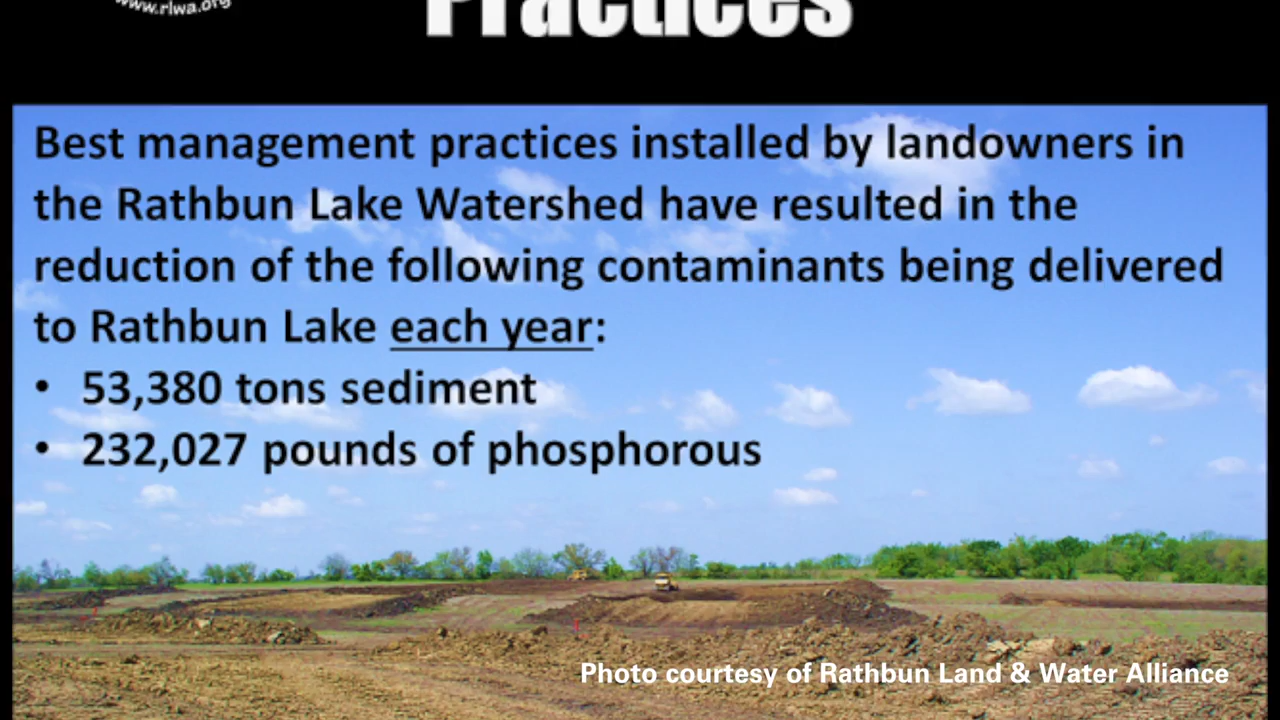 www.rlwa.org
Practices
Best management practices installed by landowners in
the Rathbun Lake Watershed have resulted in the
reduction of the following contaminants being delivered
to Rathbun Lake each year:
• 53,380 tons sediment
• 232,027 pounds of phosphorous
Photo courtesy of Rathbun Land & Water Alliance